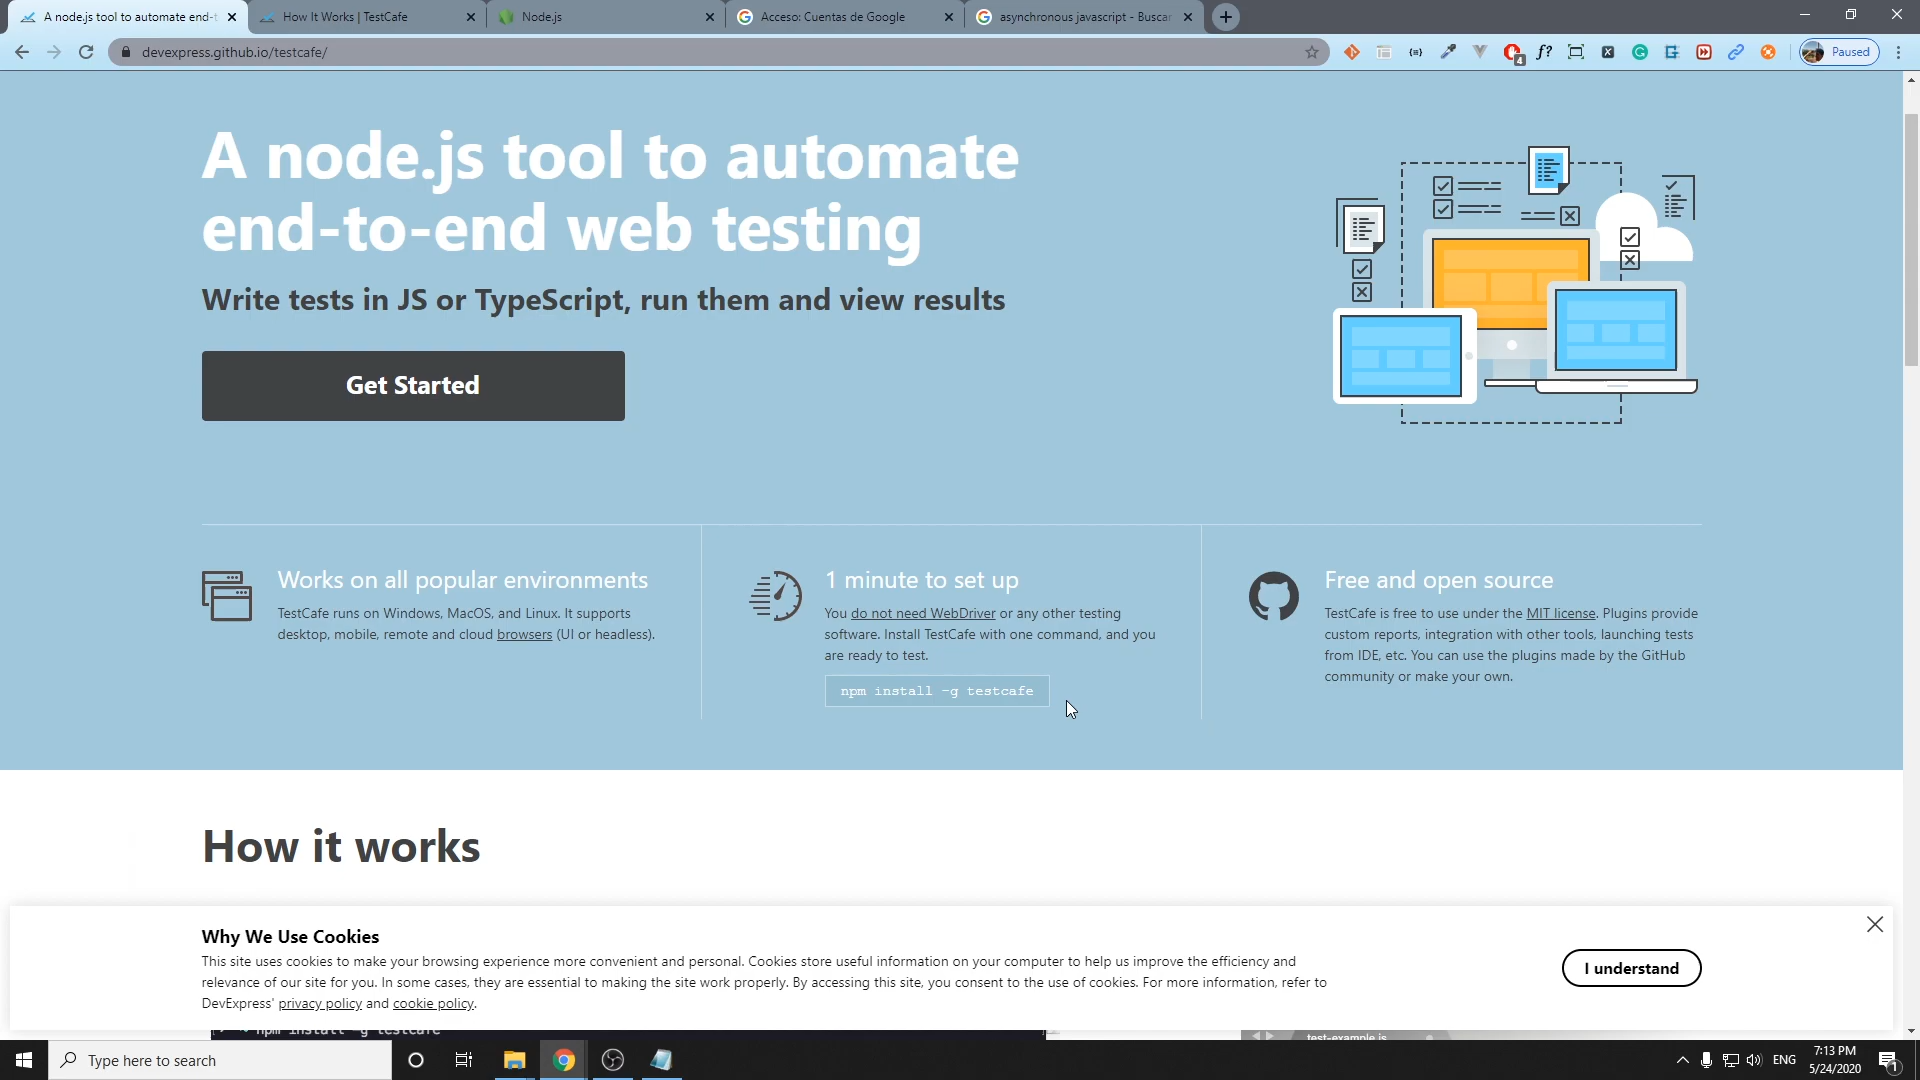 A node.js tool to automate end-t
How It Works | TestCafe
Node.js
Acceso: Cuentas de Google
asynchronous javascript - Buscar
devexpress.github.io/testcafe/
4
f?
Paused
A node.js tool to automate
end-to-end web testing
Write tests in JS or TypeScript, run them and view results
Get Started
Works on all popular environments
TestCafe runs on Windows, MacOS, and Linux. It supports
desktop, mobile, remote and cloud browsers (UI or headless).
1 minute to set up
You do not need WebDriver or any other testing
software. Install TestCafe with one command, and you
are ready to test.
npm install -g testcafe
Free and open source
TestCafe is free to use under the MIT license. Plugins provide
custom reports, integration with other tools, launching tests
from IDE, etc. You can use the plugins made by the GitHub
community or make your own.
How it works
Why We Use Cookies
This site uses cookies to make your browsing experience more convenient and personal. Cookies store useful information on your computer to help us improve the efficiency and
relevance of our site for you. In some cases, they are essential to making the site work properly. By accessing this site, you consent to the use of cookies. For more information, refer to
DevExpress' privacy policy and cookie policy.
I understand
npm install -g testcafe
test-example.js
Type here to search
ENG
7:13 PM
5/24/2020
1